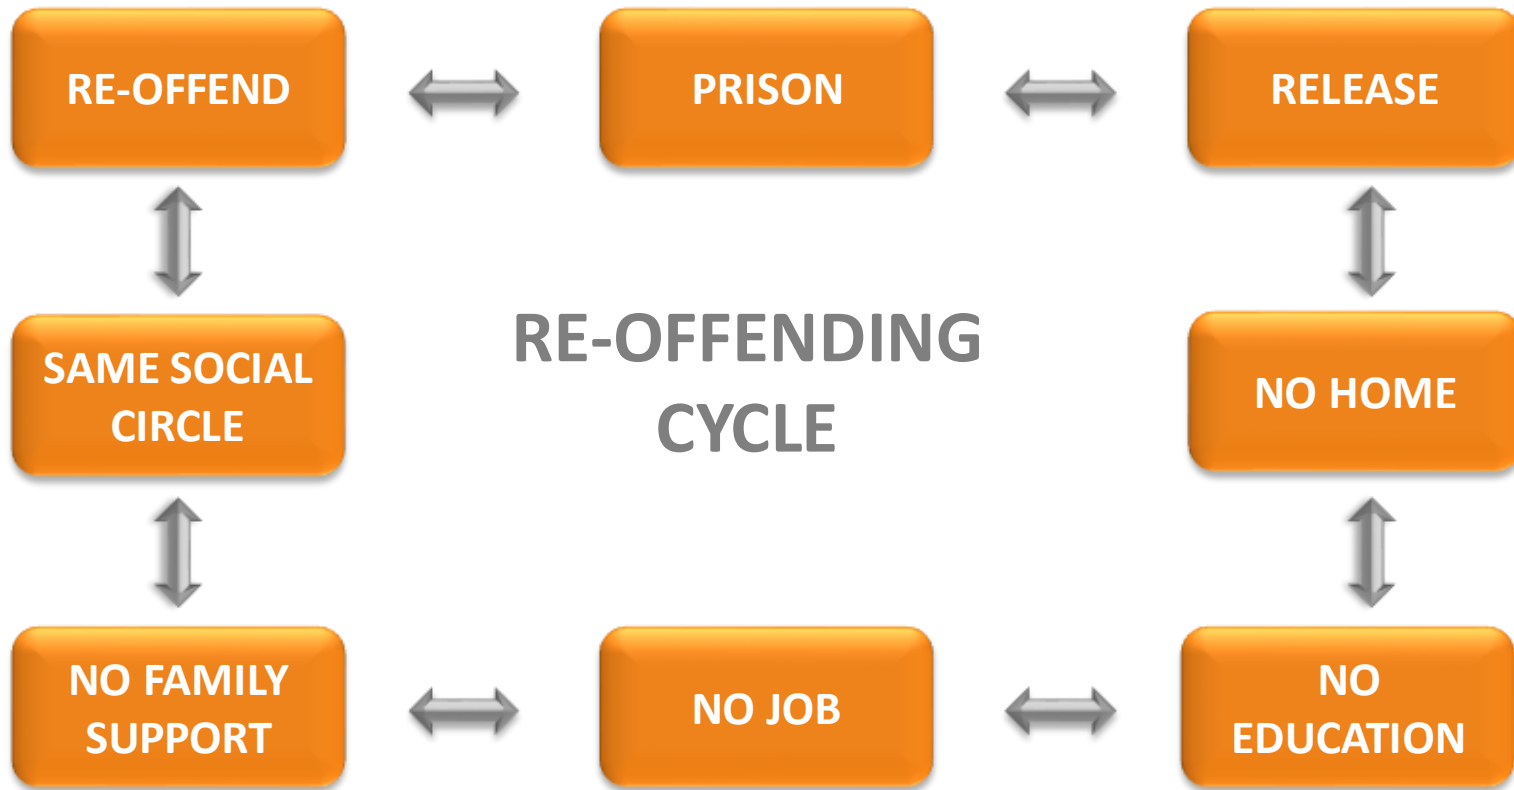 RE-OFFEND
PRISON
RELEASE
SAME SOCIAL
CIRCLE
RE-OFFENDING
CYCLE
NO HOME
NO FAMILY
SUPPORT
NO JOB
NO
EDUCATION